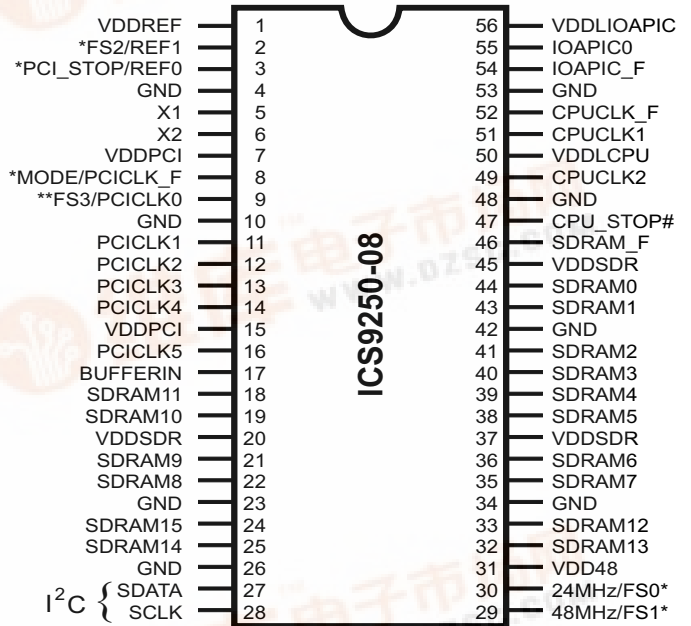 VDDREF 1 56 VDDLIOAPIC
*FS2/REF1 2 55 IOAPIC0
*PCI_STOP/REF0 3 54 IOAPIC_F
GND 4 53 GND
X1 5 52 CPUCLK_F
X2 6 51 CPUCLK1
VDDPCI 7 50 VDDLCPU
*MODE/PCICLK_F 8 49 CPUCLK2
**FS3/PCICLK0 9 48 GND
GND 10 47 CPU_STOP#
PCICLK1 11 46 SDRAM_F
PCICLK2 12 45 VDDSDR
PCICLK3 13 44 SDRAM0
PCICLK4 14 43 SDRAM1
VDDPCI 15 42 GND
PCICLK5 16 41 SDRAM2
BUFFERIN 17 40 SDRAM3
SDRAM11 18 39 SDRAM4
SDRAM10 19 38 SDRAM5
VDDSDR 20 37 VDDSDR
SDRAM9 21 36 SDRAM6
SDRAM8 22 35 SDRAM7
GND 23 34 GND
SDRAM15 24 33 SDRAM12
SDRAM14 25 32 SDRAM13
GND 26 31 VDD48
I²C { SDATA 27 30 24MHz/FS0*
SCLK 28 29 48MHz/FS1*
ICS9250-08